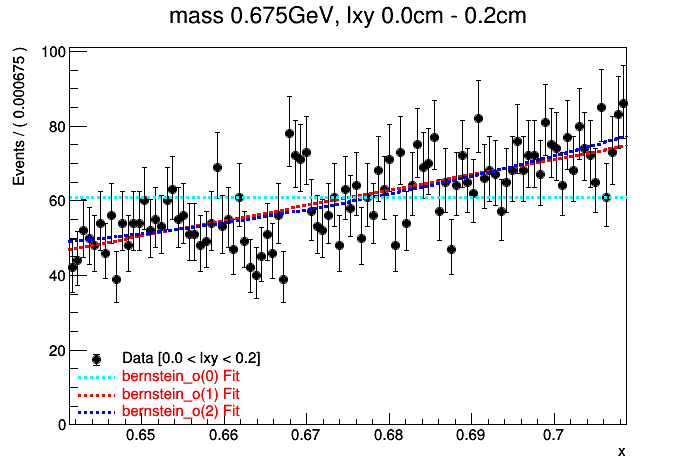 mass 0.675GeV, lxy 0.0cm - 0.2cm
Events / ( 0.000675 )
100
80
60
40
20
0
Data [0.0 < lxy < 0.2]
bernstein_o(0) Fit
bernstein_o(1) Fit
bernstein_o(2) Fit
0.65 0.66 0.67 0.68 0.69 0.7
x